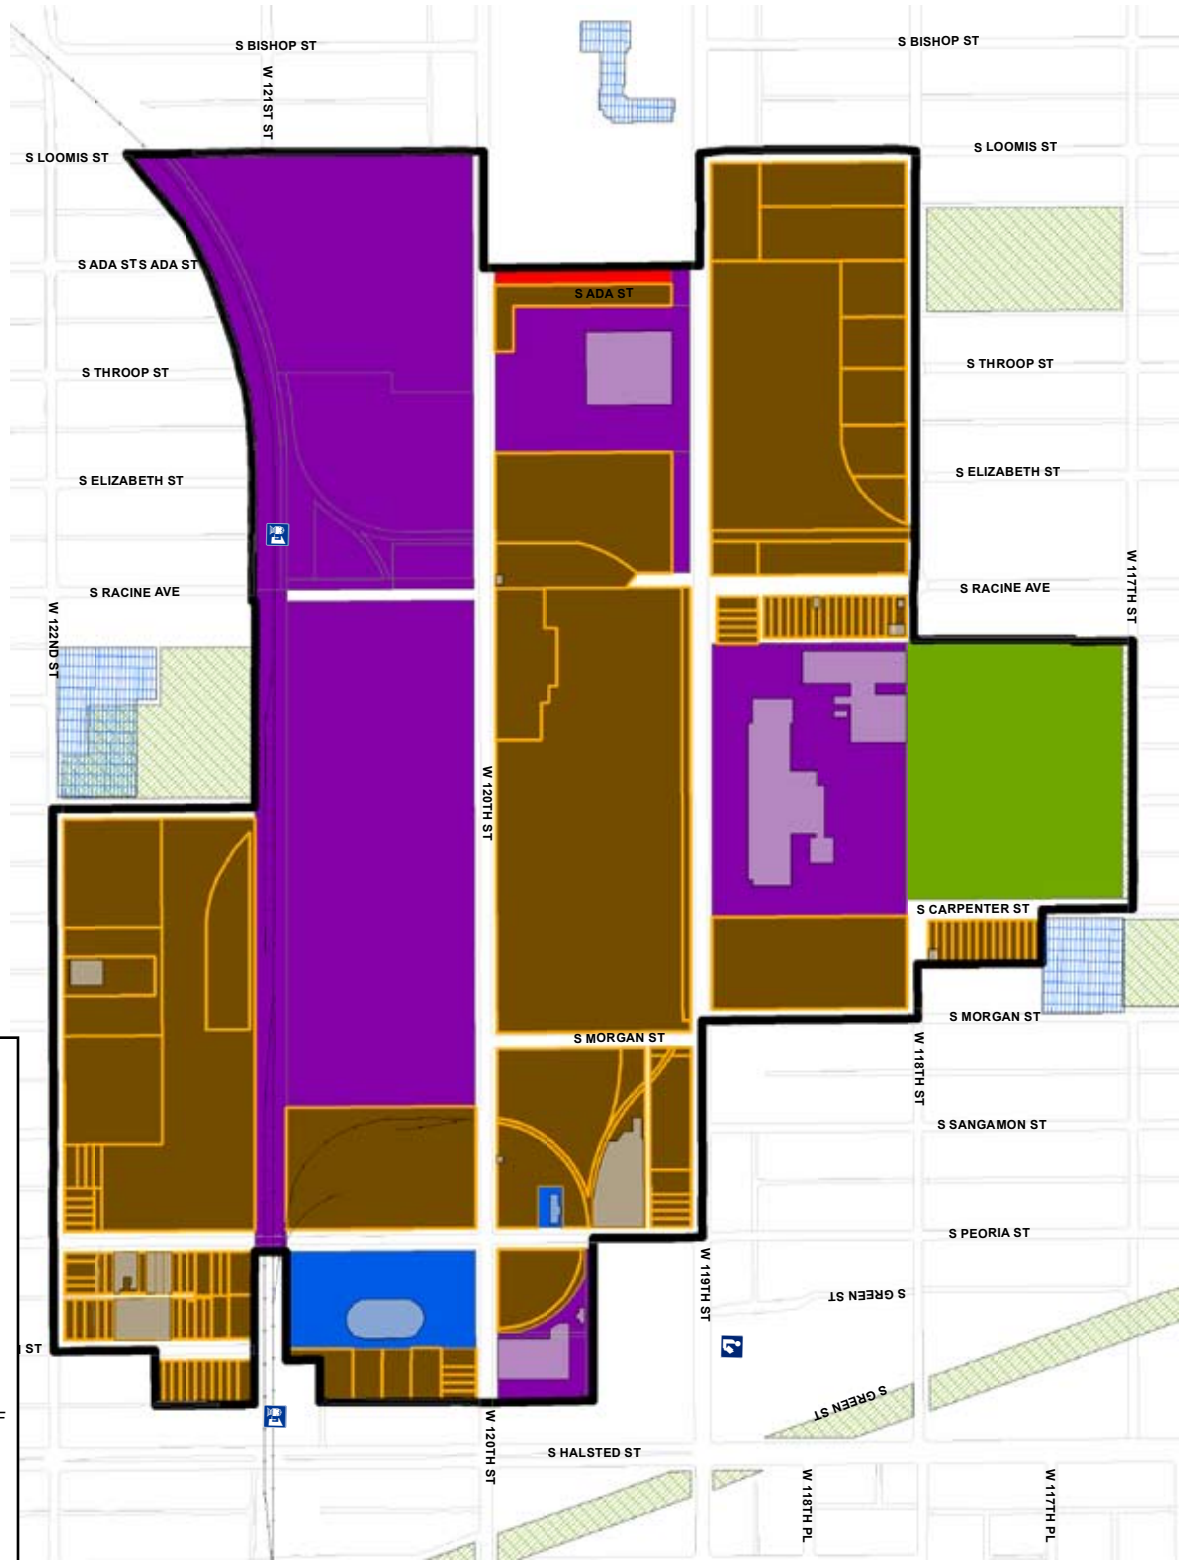 S BISHOP ST
S BISHOP ST
W 121ST ST
S LOOMIS ST
S LOOMIS ST
S ADA ST S ADA ST
S ADA ST
S THROOP ST
S THROOP ST
S ELIZABETH ST
S ELIZABETH ST
W 117TH ST
S RACINE AVE
S RACINE AVE
W 122ND ST
W 120TH ST
S CARPENTER ST
S MORGAN ST
S MORGAN ST
W 118TH ST
S SANGAMON ST
S PEORIA ST
W 119TH ST
S GREEN ST
ST
S GREEN ST
W 120TH ST
S HALSTED ST
W 118TH PL
W 117TH PL